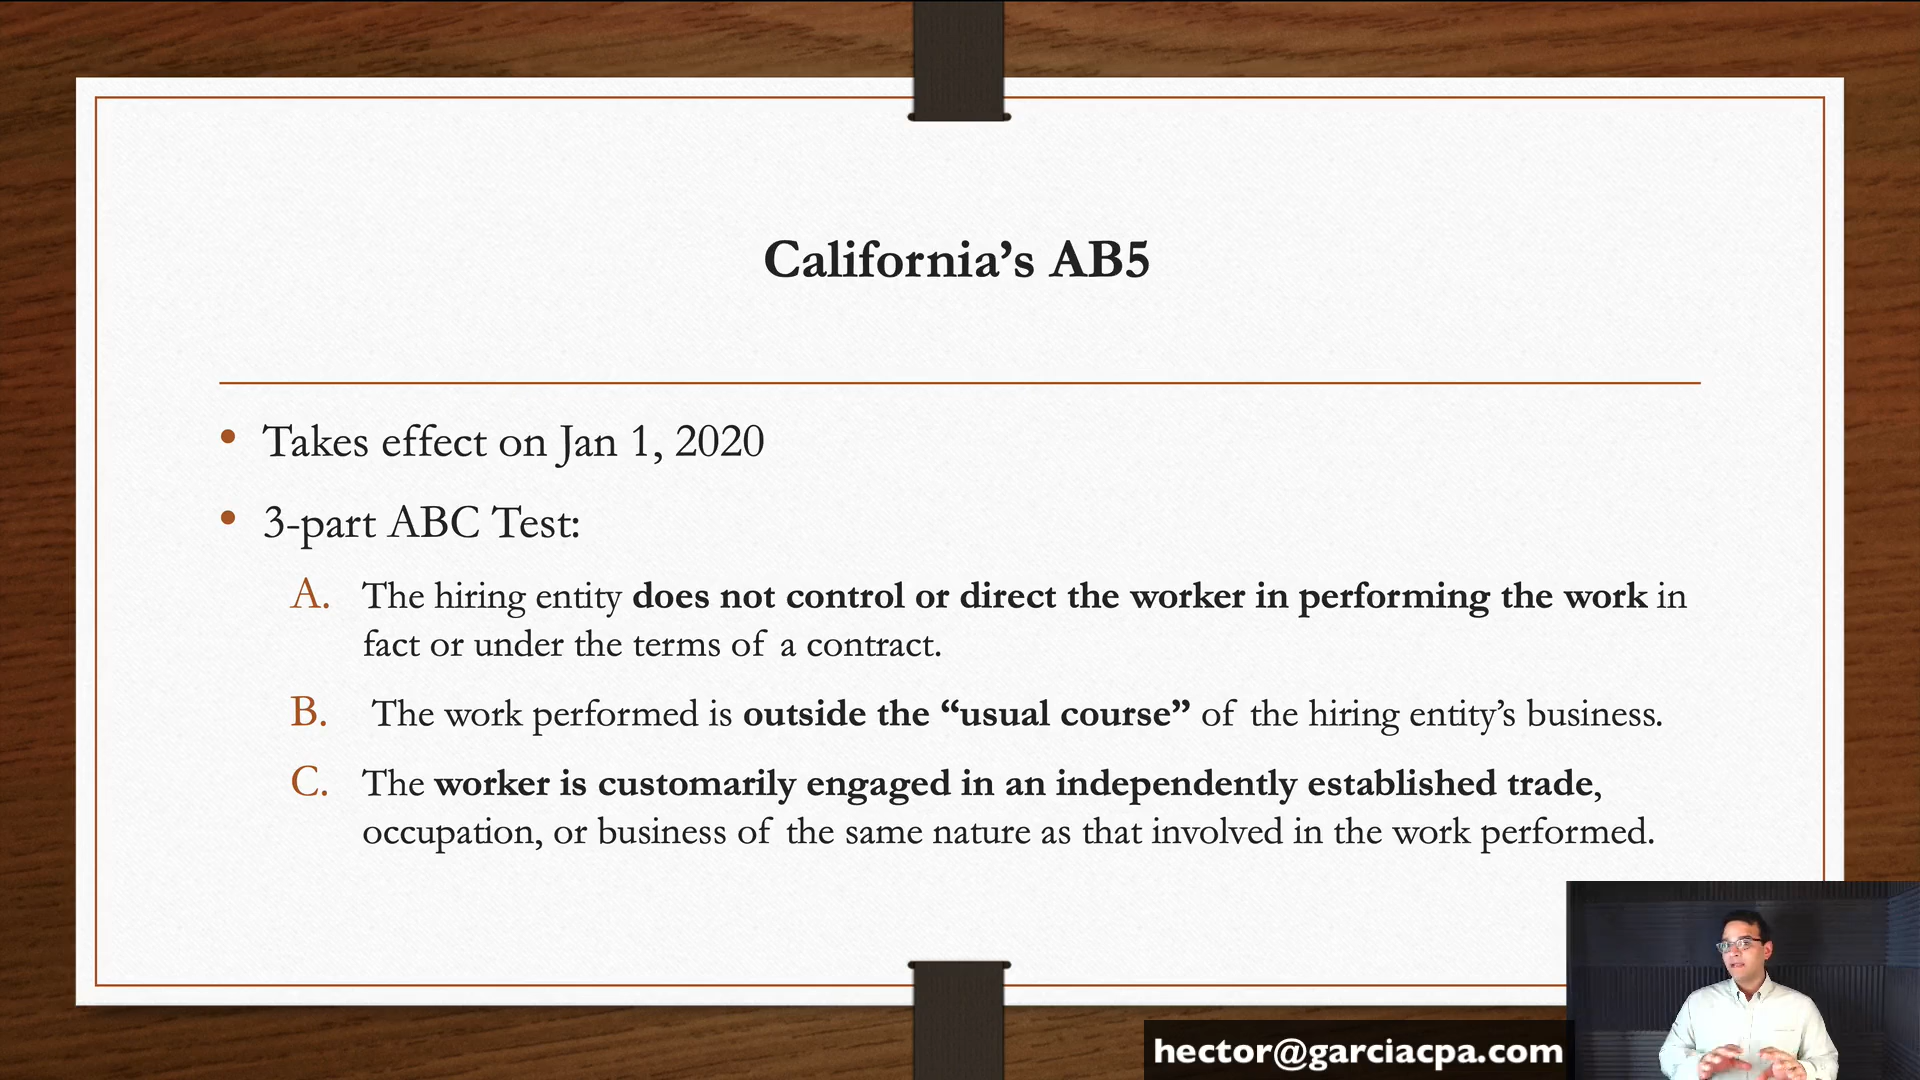 California’s AB5
• Takes effect on Jan 1, 2020
• 3-part ABC Test:
A. The hiring entity does not control or direct the worker in performing the work in
fact or under the terms of a contract.
B. The work performed is outside the “usual course” of the hiring entity’s business.
C. The worker is customarily engaged in an independently established trade,
occupation, or business of the same nature as that involved in the work performed.
hector@garciacpa.com